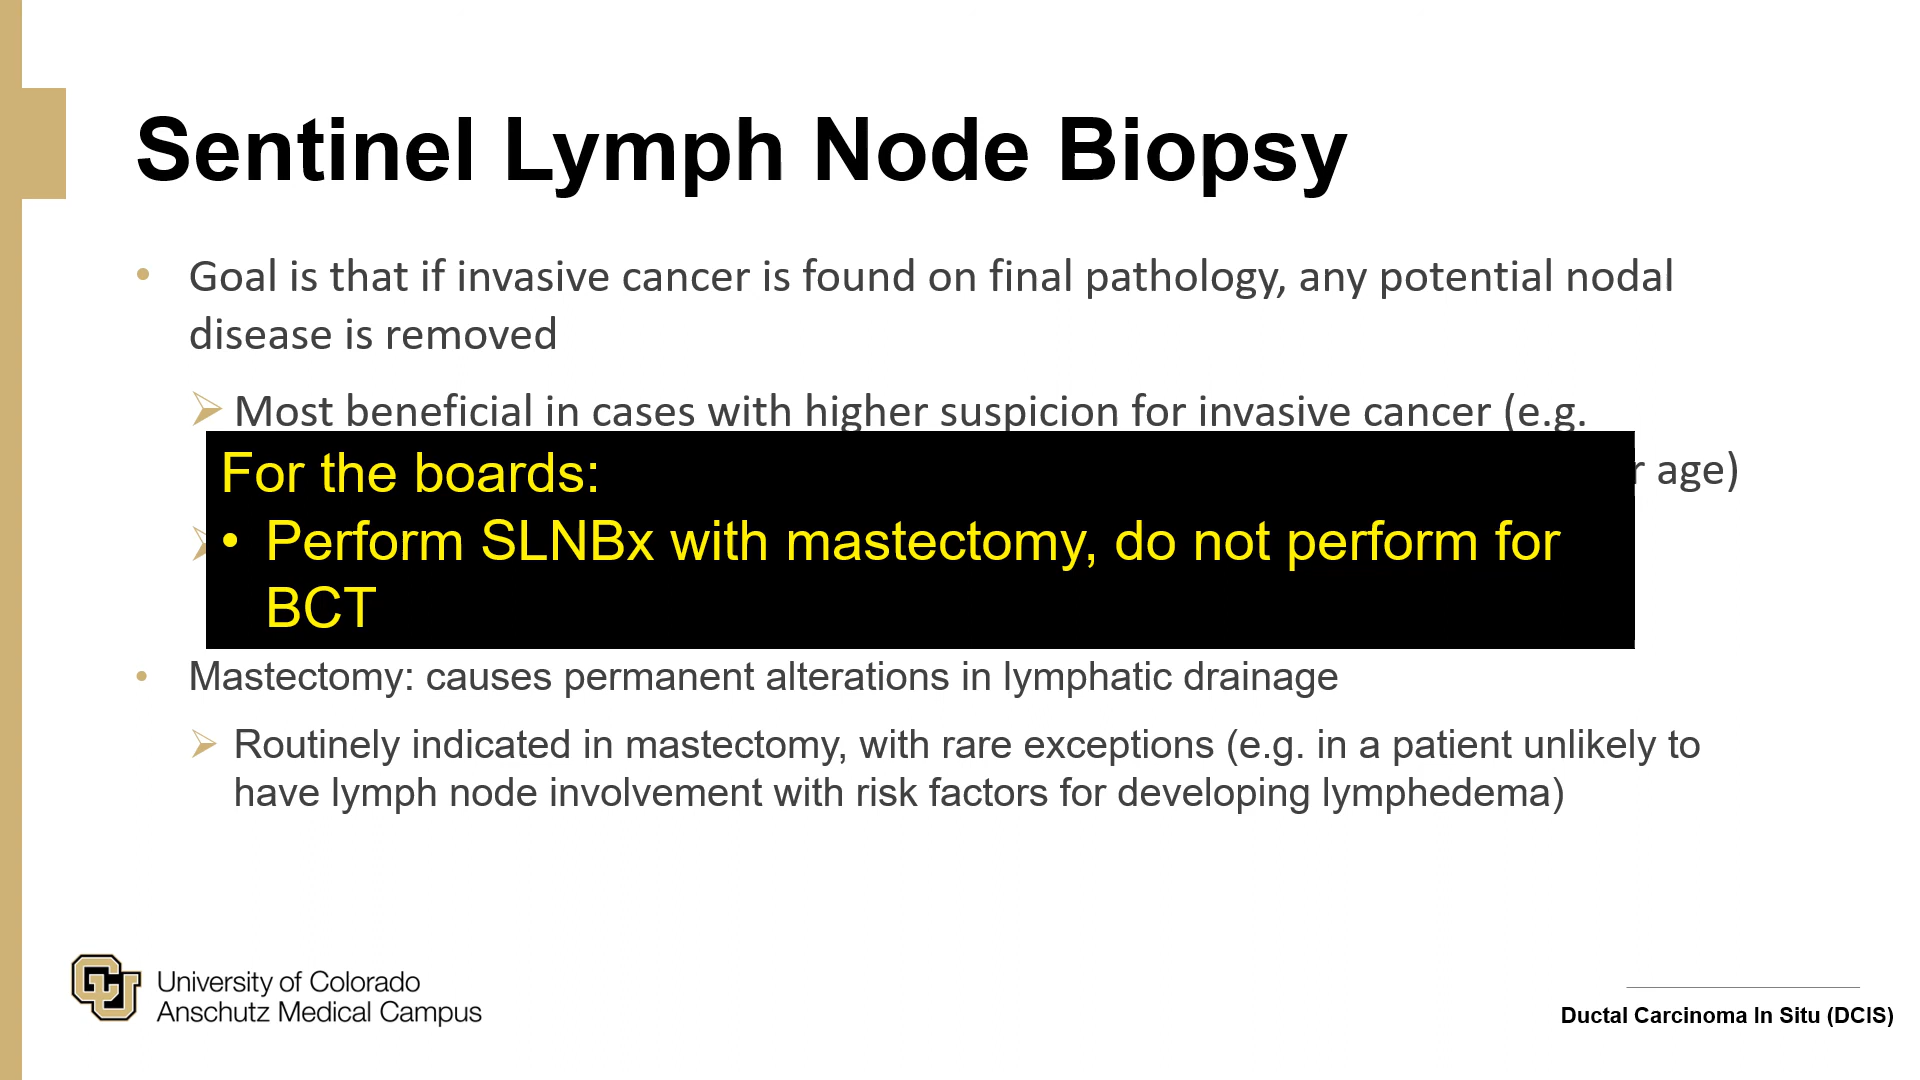 Sentinel Lymph Node Biopsy
• Goal is that if invasive cancer is found on final pathology, any potential nodal
disease is removed
➢ Most beneficial in cases with higher suspicion for invasive cancer (e.g.
age)
For the boards:
• Perform SLNBx with mastectomy, do not perform for
BCT
• Mastectomy: causes permanent alterations in lymphatic drainage
➢ Routinely indicated in mastectomy, with rare exceptions (e.g. in a patient unlikely to
have lymph node involvement with risk factors for developing lymphedema)
University of Colorado
Anschutz Medical Campus
Ductal Carcinoma In Situ (DCIS)